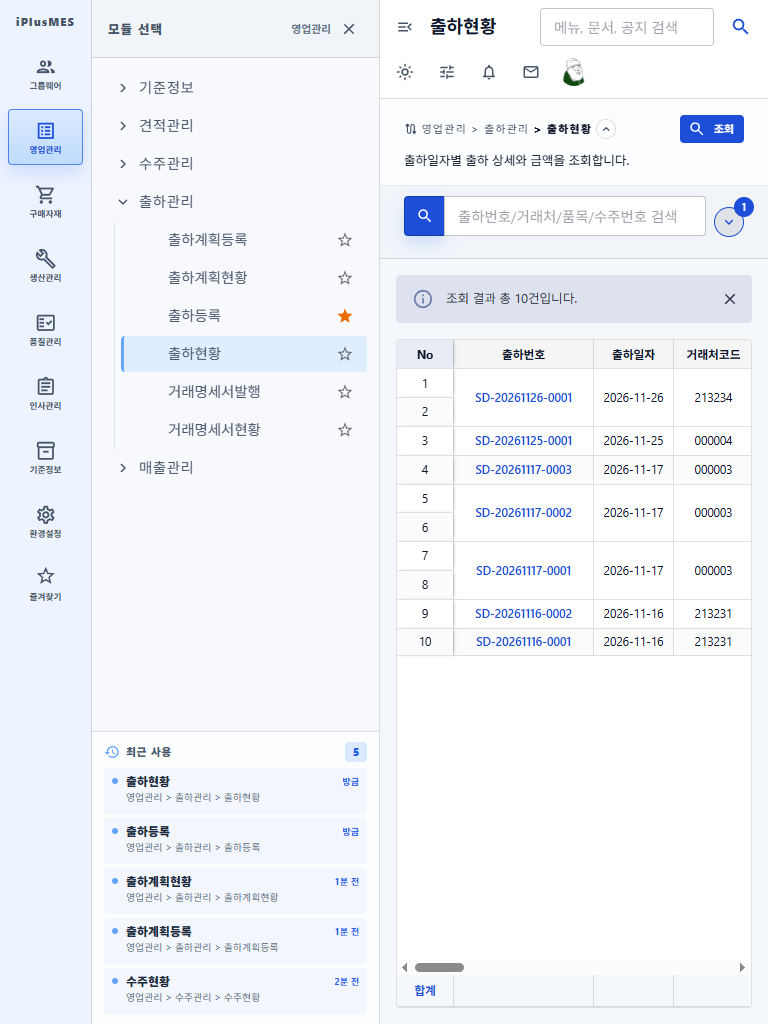 iPlusMES
그룹웨어
영업관리
구매자재
생산관리
품질관리
인사관리
기준정보
환경설정
즐겨찾기
모듈 선택
영업관리
기준정보
견적관리
수주관리
출하관리
출하계획등록
출하계획현황
출하등록
출하현황
거래명세서발행
거래명세서현황
매출관리
최근 사용
5
출하현황
방금
영업관리 > 출하관리 > 출하현황
출하등록
방금
영업관리 > 출하관리 > 출하등록
출하계획현황
1분 전
영업관리 > 출하관리 > 출하계획현황
출하계획등록
1분 전
영업관리 > 출하관리 > 출하계획등록
수주현황
2분 전
영업관리 > 수주관리 > 수주현황
출하현황
메뉴, 문서, 공지 검색
영업관리 > 출하관리 > 출하현황
조회
출하일자별 출하 상세와 금액을 조회합니다.
출하번호/거래처/품목/수주번호 검색
1
조회 결과 총 10건입니다.
No 출하번호 출하일자 거래처코드
1
SD-20261126-0001 2026-11-26 213234
2
3 SD-20261125-0001 2026-11-25 000004
4 SD-20261117-0003 2026-11-17 000003
5
SD-20261117-0002 2026-11-17 000003
6
7
SD-20261117-0001 2026-11-17 000003
8
9 SD-20261116-0002 2026-11-16 213231
10 SD-20261116-0001 2026-11-16 213231
합계